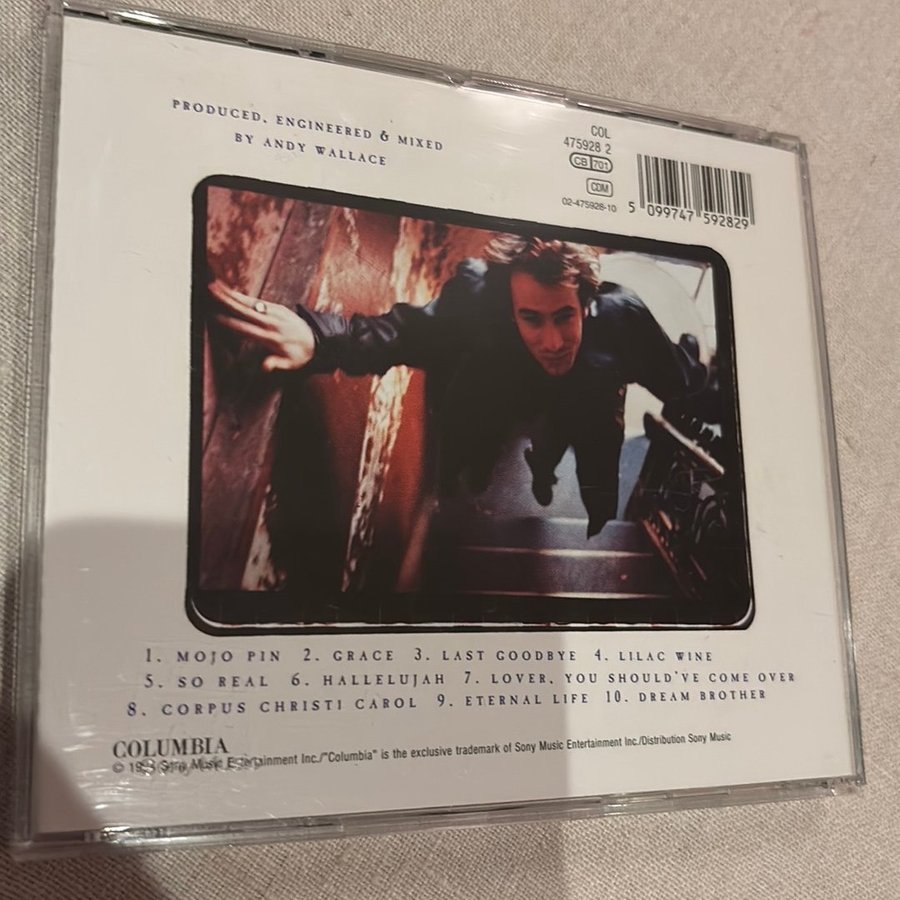 PRODUCED, ENGINEERED & MIXED
BY ANDY WALLACE
COL
475928 2
CB 701
CDM
02-475928-10
5 099747 592829
1. MOJO PIN 2. GRACE 3. LAST GOODBYE 4. LILAC WINE
5. SO REAL 6. HALLELUJAH 7. LOVER, YOU SHOULD'VE COME OVER
8. CORPUS CHRISTI CAROL 9. ETERNAL LIFE 10. DREAM BROTHER
COLUMBIA
© Sony Music Entertainment Inc./"Columbia" is the exclusive trademark of Sony Music Entertainment Inc./Distribution Sony Music